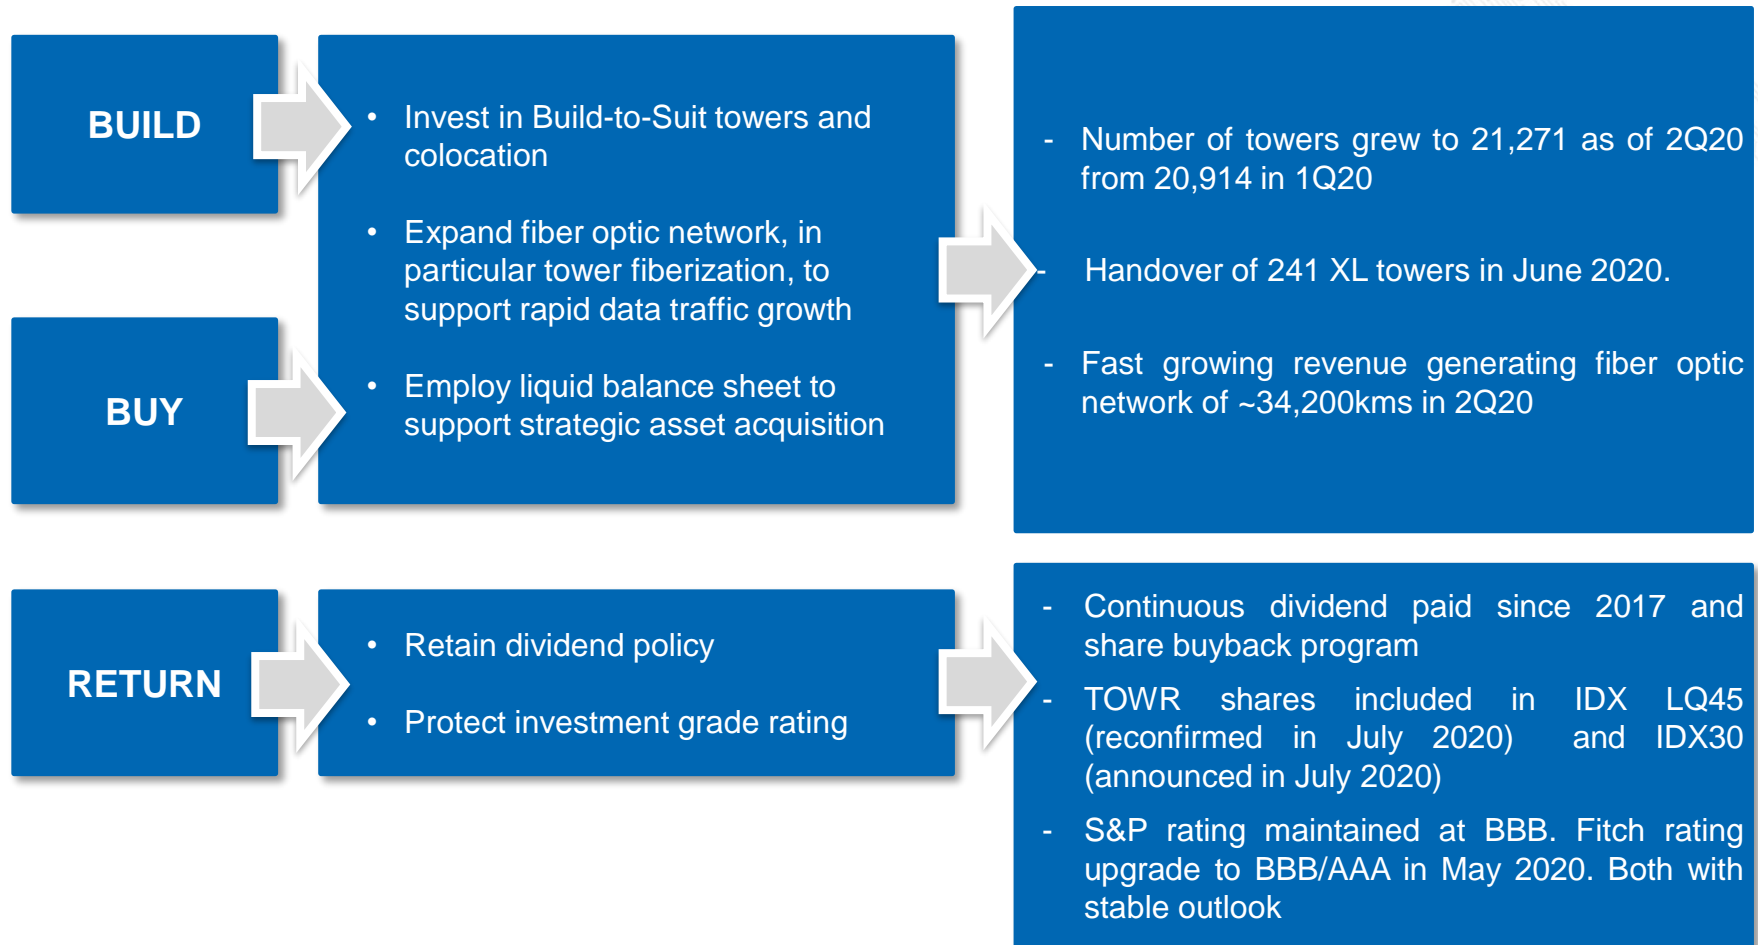 BUILD
• Invest in Build-to-Suit towers and
colocation
• Expand fiber optic network, in
particular tower fiberization, to
support rapid data traffic growth
BUY
• Employ liquid balance sheet to
support strategic asset acquisition
- Number of towers grew to 21,271 as of 2Q20
from 20,914 in 1Q20
- Handover of 241 XL towers in June 2020.
- Fast growing revenue generating fiber optic
network of ~34,200kms in 2Q20
RETURN
• Retain dividend policy
• Protect investment grade rating
- Continuous dividend paid since 2017 and
share buyback program
- TOWR shares included in IDX LQ45
(reconfirmed in July 2020) and IDX30
(announced in July 2020)
- S&P rating maintained at BBB. Fitch rating
upgrade to BBB/AAA in May 2020. Both with
stable outlook